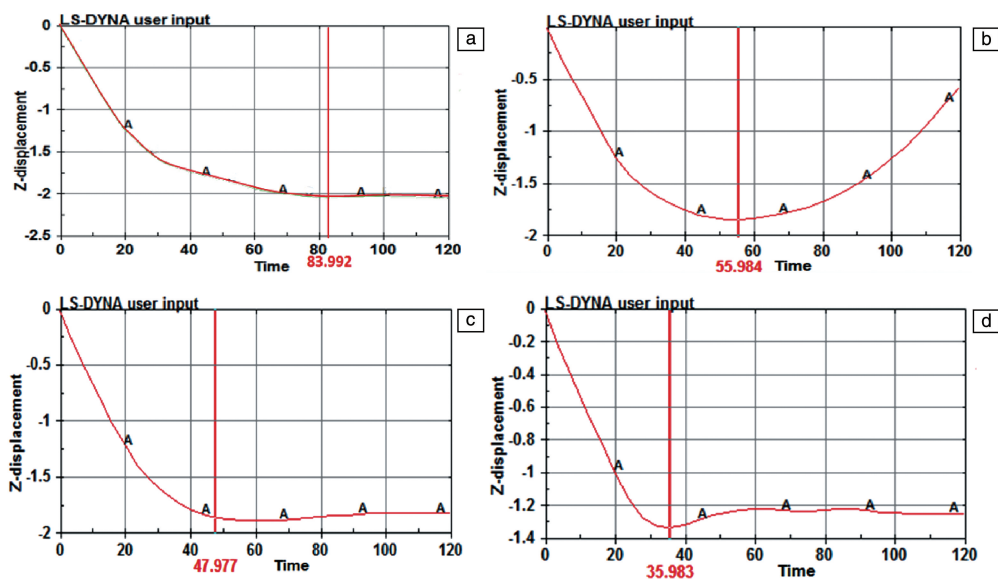 LS-DYNA user input
a
0
-0.5
-1
-1.5
-2
-2.5
Z-displacement
A A A A A
0 20 40 60 80 100 120
83.992
Time
LS-DYNA user input
b
0
-0.5
-1
-1.5
-2
Z-displacement
A A A A A
0 20 40 60 80 100 120
55.984 Time
LS-DYNA user input
c
0
-0.5
-1
-1.5
-2
Z-displacement
A A A A A
0 20 40 60 80 100 120
47.977 Time
LS-DYNA user input
d
0
-0.2
-0.4
-0.6
-0.8
-1
-1.2
-1.4
Z-displacement
A A A A A
0 20 40 60 80 100 120
35.983 Time